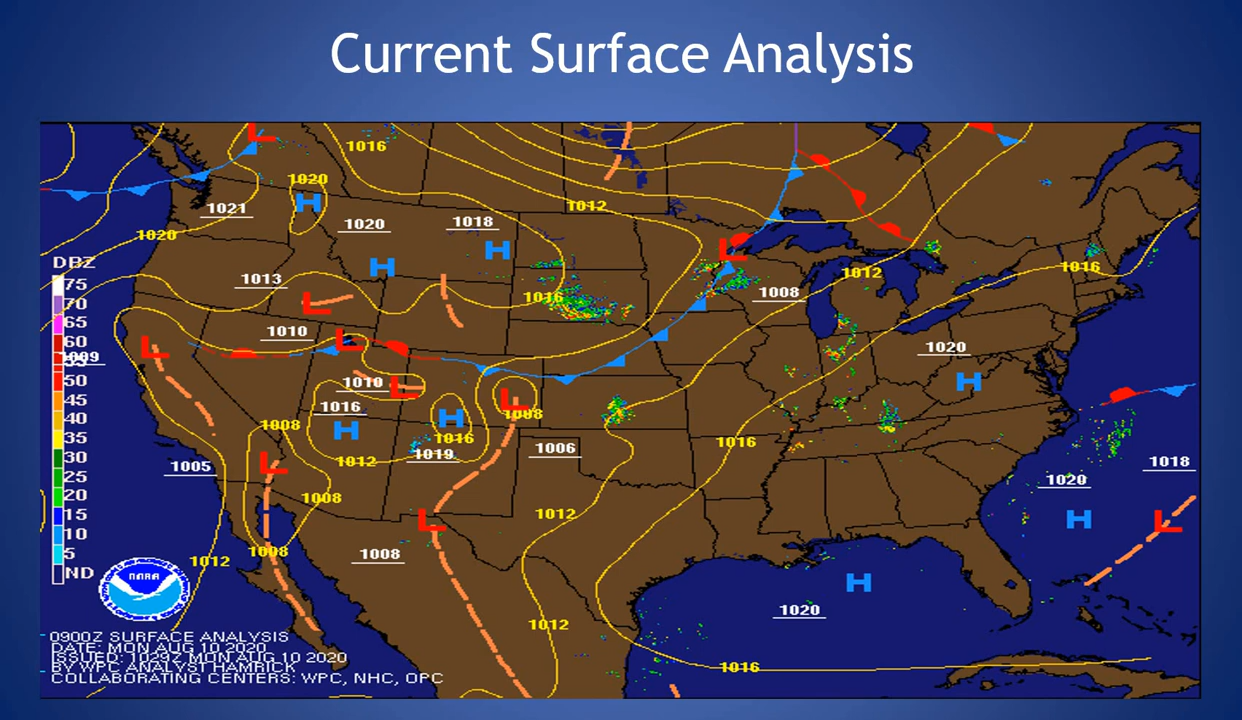 Current Surface Analysis
1016
1020
1012
1021
1020
1018
1020
DBZ
75
70
65
60
50
45
40
35
30
25
20
15
10
5
ND
1013
1016
1012
1008
1016
1010
1009
1020
1010
1016
1008
1008
1016
1012
1019
1006
1016
1005
1008
1020
1018
1012
1008
1012
1008
NOAA
1012
1020
1016
0900Z SURFACE ANALYSIS
DATE: MON AUG 10 2020
ISSUED: 1029Z MON AUG 10 2020
BY WPC ANALYST HAMRICK
COLLABORATING CENTERS: WPC, NHC, OPC
H
H
H
H
H
H
H
H
L
L
L
L
L
L
L
L
L
L